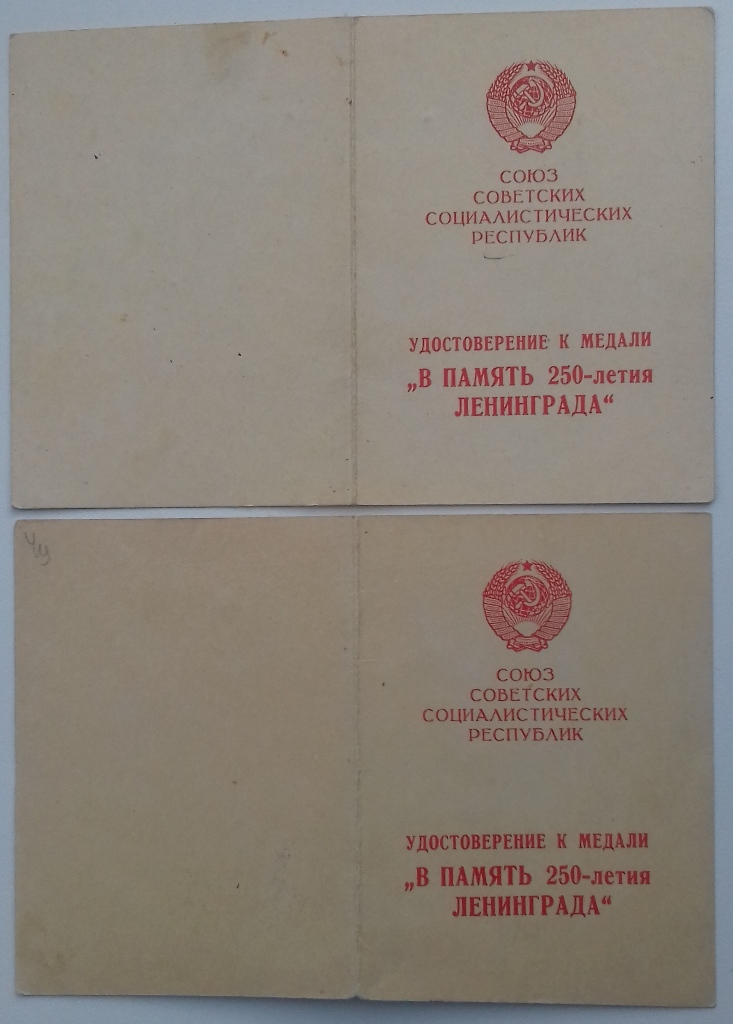 СОЮЗ
СОВЕТСКИХ
СОЦИАЛИСТИЧЕСКИХ
РЕСПУБЛИК
УДОСТОВЕРЕНИЕ К МЕДАЛИ
„В ПАМЯТЬ 250-летия
ЛЕНИНГРАДА“
СОЮЗ
СОВЕТСКИХ
СОЦИАЛИСТИЧЕСКИХ
РЕСПУБЛИК
УДОСТОВЕРЕНИЕ К МЕДАЛИ
„В ПАМЯТЬ 250-летия
ЛЕНИНГРАДА“